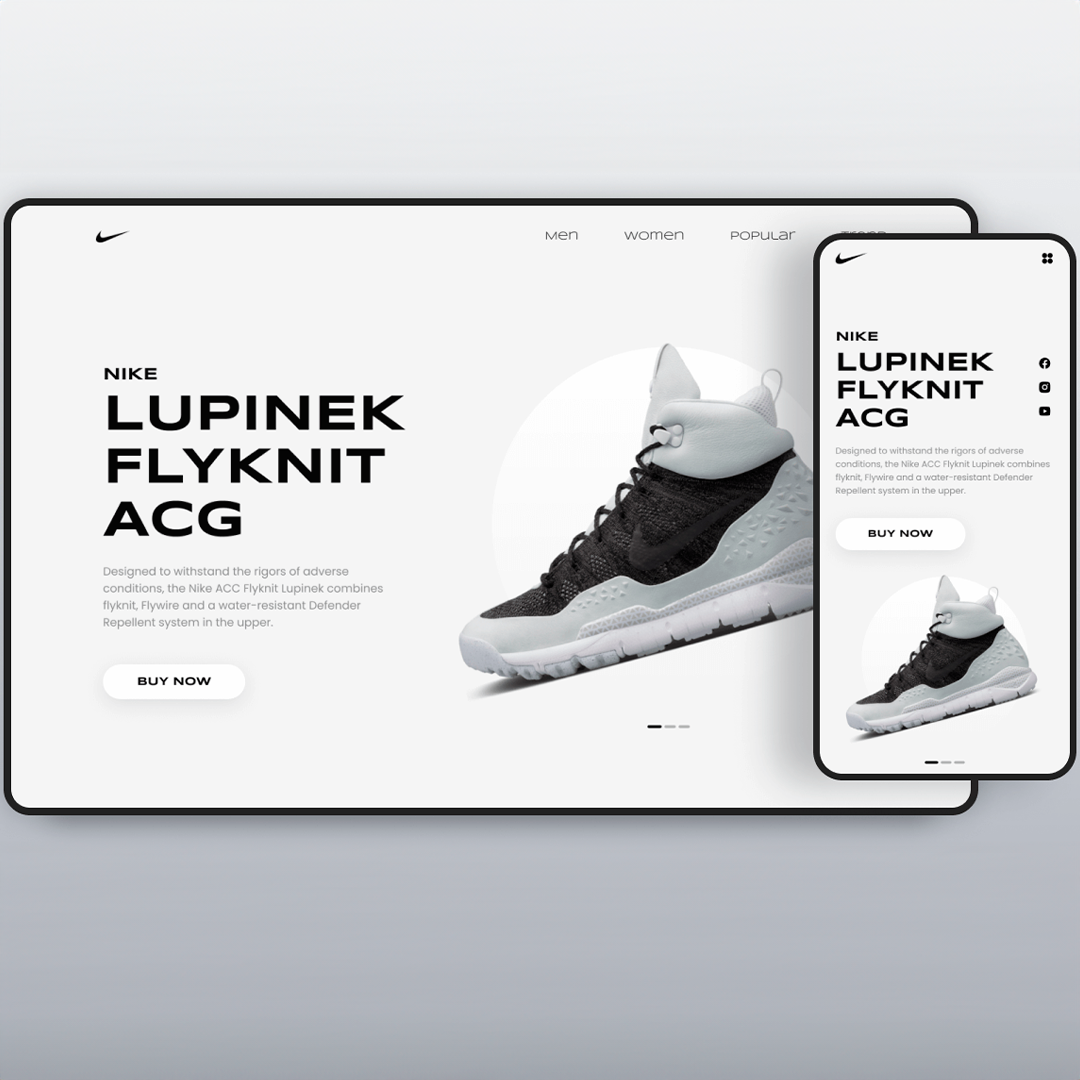 Men Women Popular
NIKE
LUPINEK
FLYKNIT
ACG
Designed to withstand the rigors of adverse
conditions, the Nike ACC Flyknit Lupinek combines
flyknit, Flywire and a water-resistant Defender
Repellent system in the upper.
BUY NOW
NIKE
LUPINEK
FLYKNIT
ACG
Designed to withstand the rigors of adverse
conditions, the Nike ACC Flyknit Lupinek combines
flyknit, Flywire and a water-resistant Defender
Repellent system in the upper.
BUY NOW